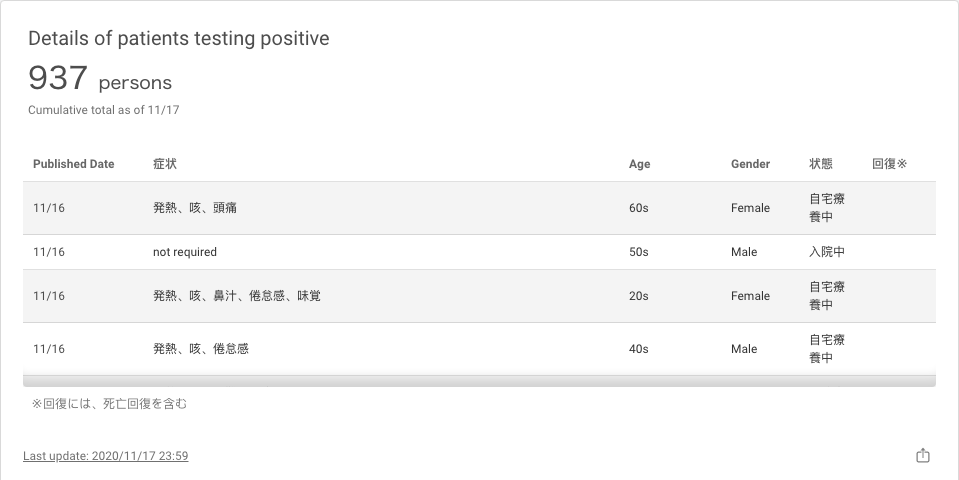 Details of patients testing positive
937 persons
Cumulative total as of 11/17
Published Date 症状 Age Gender 状態 回復※
11/16 発熱、咳、頭痛 60s Female 自宅療
養中
11/16 not required 50s Male 入院中
11/16 発熱、咳、鼻汁、倦怠感、味覚 20s Female 自宅療
養中
11/16 発熱、咳、倦怠感 40s Male 自宅療
養中
※回復には、死亡回復を含む
Last update: 2020/11/17 23:59